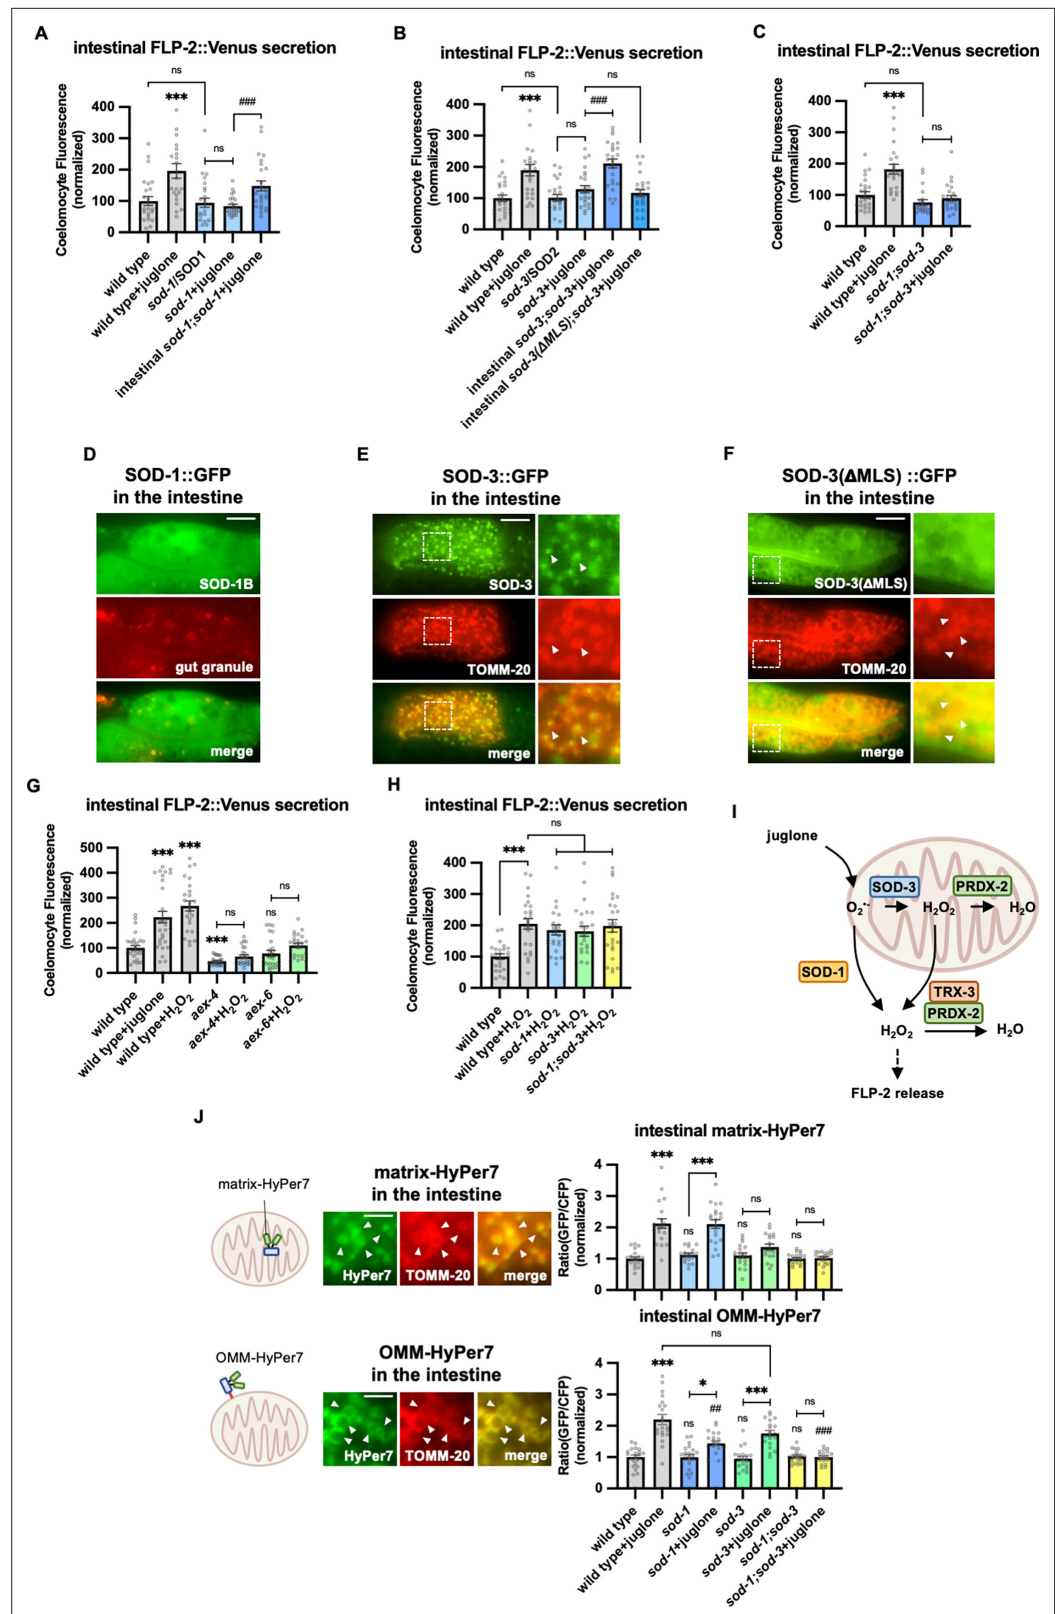 A
intestinal FLP-2::Venus secretion
Coelomocyte Fluorescence
(normalized)
400
300
200
100
0
ns
***
ns
###
wild type
wild type+juglone
sod-1/SOD1
sod-1+juglone
intestinal sod-1;sod-1+juglone
B
intestinal FLP-2::Venus secretion
Coelomocyte Fluorescence
(normalized)
400
300
200
100
0
ns
***
ns
###
ns
wild type
wild type+juglone
sod-3/SOD2
sod-3+juglone
intestinal sod-3;sod-3+juglone
intestinal sod-3(ΔMLS);sod-3+juglone
C
intestinal FLP-2::Venus secretion
Coelomocyte Fluorescence
(normalized)
400
300
200
100
0
ns
***
ns
wild type
wild type+juglone
sod-1;sod-3
sod-1;sod-3+juglone
D
SOD-1::GFP
in the intestine
SOD-1B
gut granule
merge
E
SOD-3::GFP
in the intestine
SOD-3
TOMM-20
merge
F
SOD-3(ΔMLS) ::GFP
in the intestine
SOD-3(ΔMLS)
TOMM-20
merge
G
intestinal FLP-2::Venus secretion
Coelomocyte Fluorescence
(normalized)
500
400
300
200
100
0
***
***
***
ns
ns
ns
wild type
wild type+juglone
wild type+H₂O₂
aex-4
aex-4+H₂O₂
aex-6
aex-6+H₂O₂
H
intestinal FLP-2::Venus secretion
Coelomocyte Fluorescence
(normalized)
400
300
200
100
0
***
ns
wild type
wild type+H₂O₂
sod-1+H₂O₂
sod-3+H₂O₂
sod-1;sod-3+H₂O₂
I
juglone
O₂•-
SOD-3
H₂O₂
PRDX-2
H₂O
SOD-1
TRX-3
PRDX-2
H₂O₂
H₂O
FLP-2 release
J
matrix-HyPer7
matrix-HyPer7
in the intestine
HyPer7
TOMM-20
merge
intestinal matrix-HyPer7
Ratio(GFP/CFP)
(normalized)
4
3
2
1
0
***
ns
***
ns
ns
ns
ns
OMM-HyPer7
OMM-HyPer7
in the intestine
HyPer7
TOMM-20
merge
intestinal OMM-HyPer7
Ratio(GFP/CFP)
(normalized)
4
3
2
1
0
ns
***
ns
*
##
ns
***
ns
ns
###
wild type
wild type+juglone
sod-1
sod-1+juglone
sod-3
sod-3+juglone
sod-1;sod-3
sod-1;sod-3+juglone